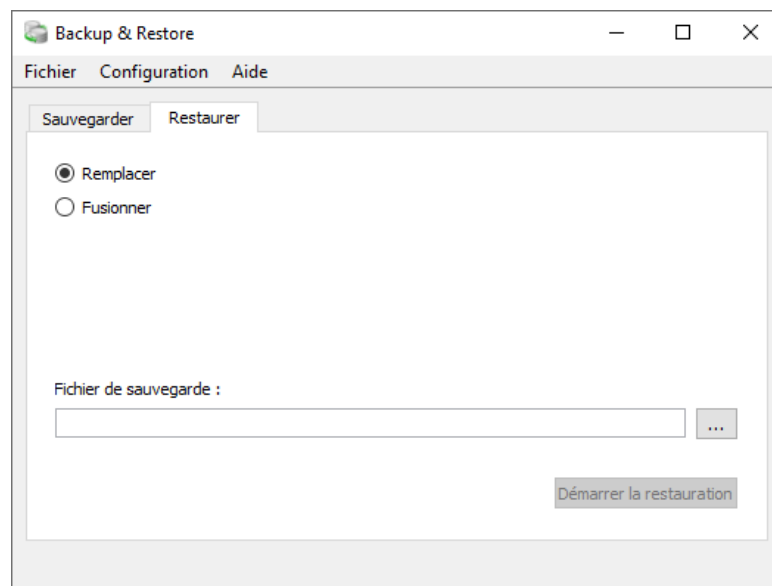 Backup & Restore
Fichier Configuration Aide
Sauvegarder Restaurer
Remplacer
Fusionner
Fichier de sauvegarde :
...
Démarrer la restauration